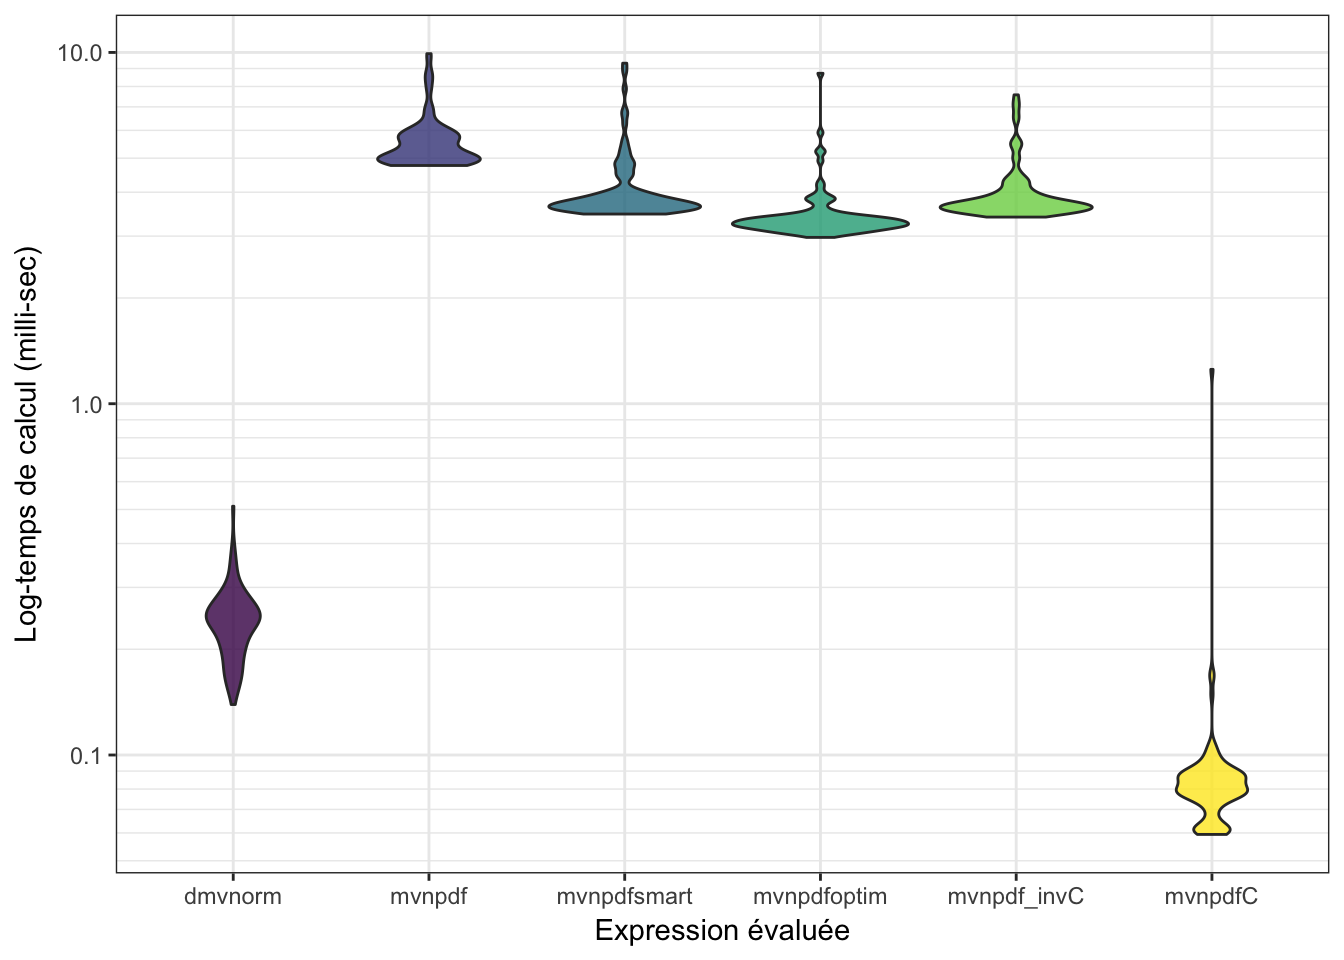 Log-temps de calcul (milli-sec)
10.0
1.0
0.1
dmvnorm mvnpdf mvnpdfsmart mvnpdfoptim mvnpdf_invC mvnpdfC
Expression évaluée